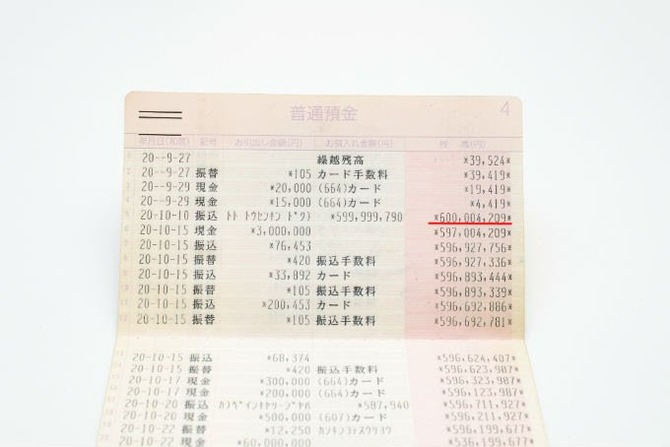 普通預金 4
年月日(和暦) 記号 お引出し金額(円) お預入れ金額(円) 残 高(円)
1 20--9-27 繰越残高 *39,524*
2 20--9-27 振替 *105 カード手数料 *39,419*
3 20--9-29 現金 *20,000 (664)カード *19,419*
4 20--9-29 現金 *15,000 (664)カード *4,419*
5 20-10-10 振込 *599,999,790 *600,004,209*
6 20-10-15 現金 *3,000,000 *597,004,209*
7 20-10-15 振込 *76,453 *596,927,756*
8 20-10-15 振替 *420 振込手数料 *596,927,336*
9 20-10-15 振込 *33,892 カード *596,893,444*
10 20-10-15 振替 *105 振込手数料 *596,893,339*
11 20-10-15 振込 *200,453 カード *596,692,886*
12 20-10-15 振替 *105 振込手数料 *596,692,781*
20-10-15 振込 *68,374 *596,624,407*
20-10-15 振替 *420 振込手数料 *596,623,987*
20-10-17 現金 *300,000 (664)カード *596,323,987*
20-10-17 現金 *200,000 (664)カード *596,123,987*
20-10-20 振込 *587,940 *596,711,927*
20-10-20 現金 *500,000 (607)カード *596,211,927*
20-10-22 振替 *12,250 *596,199,677*
20-10-22 現金 *60,000,000 *536,199,677*